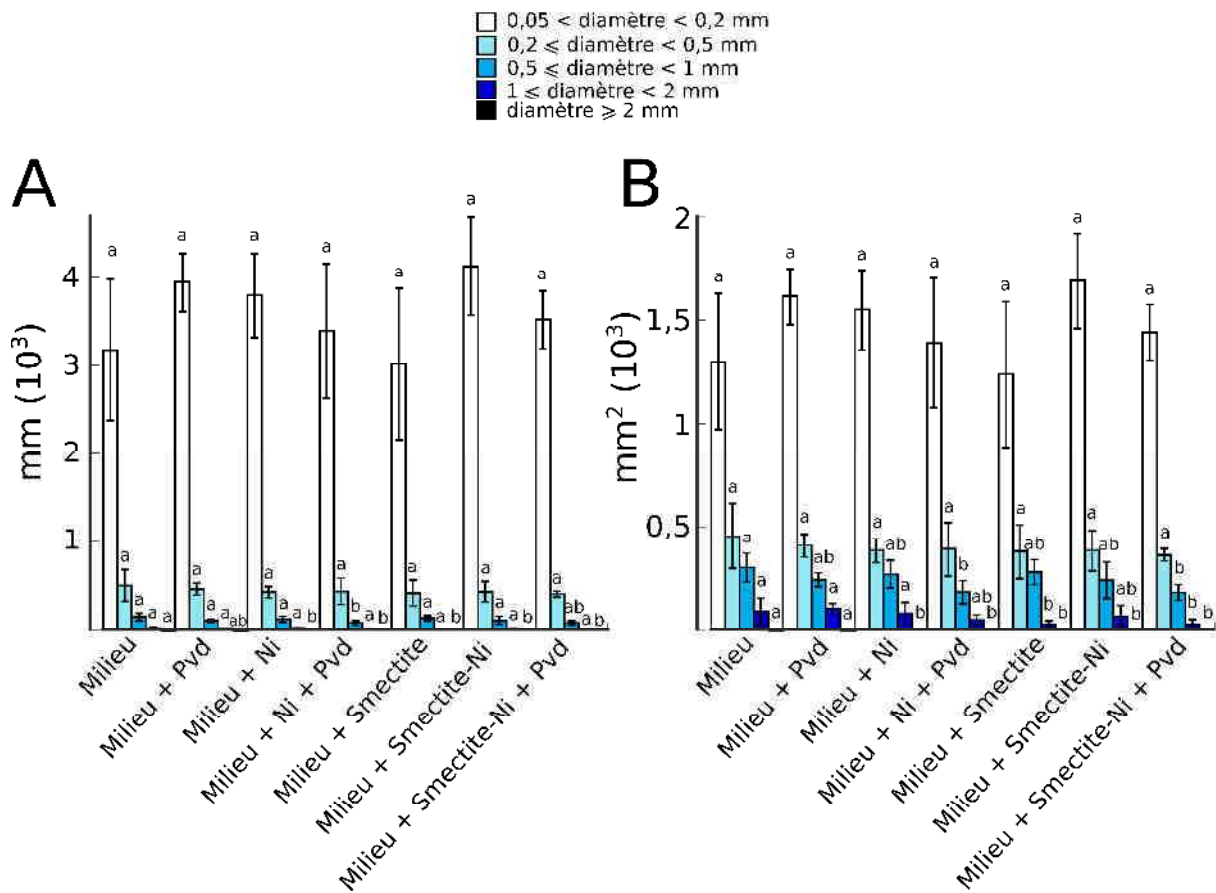 0,05 < diamètre < 0,2 mm
0,2 ⩽ diamètre < 0,5 mm
0,5 ⩽ diamètre < 1 mm
1 ⩽ diamètre < 2 mm
diamètre ⩾ 2 mm
A
mm (10³)
4
3
2
1
a a a a a
a a a a a
a a a a b
a a b a b
a a a a b
a a a a b
a a a a b
Milieu
Milieu + Pvd
Milieu + Ni
Milieu + Ni + Pvd
Milieu + Smectite
Milieu + Smectite-Ni
Milieu + Smectite-Ni + Pvd
B
mm² (10³)
2
1,5
1
0,5
a a a a a
a a ab a a
a a ab a b
a a b ab b
a a ab b b
a a ab ab b
a a b b b
Milieu
Milieu + Pvd
Milieu + Ni
Milieu + Ni + Pvd
Milieu + Smectite
Milieu + Smectite-Ni
Milieu + Smectite-Ni + Pvd